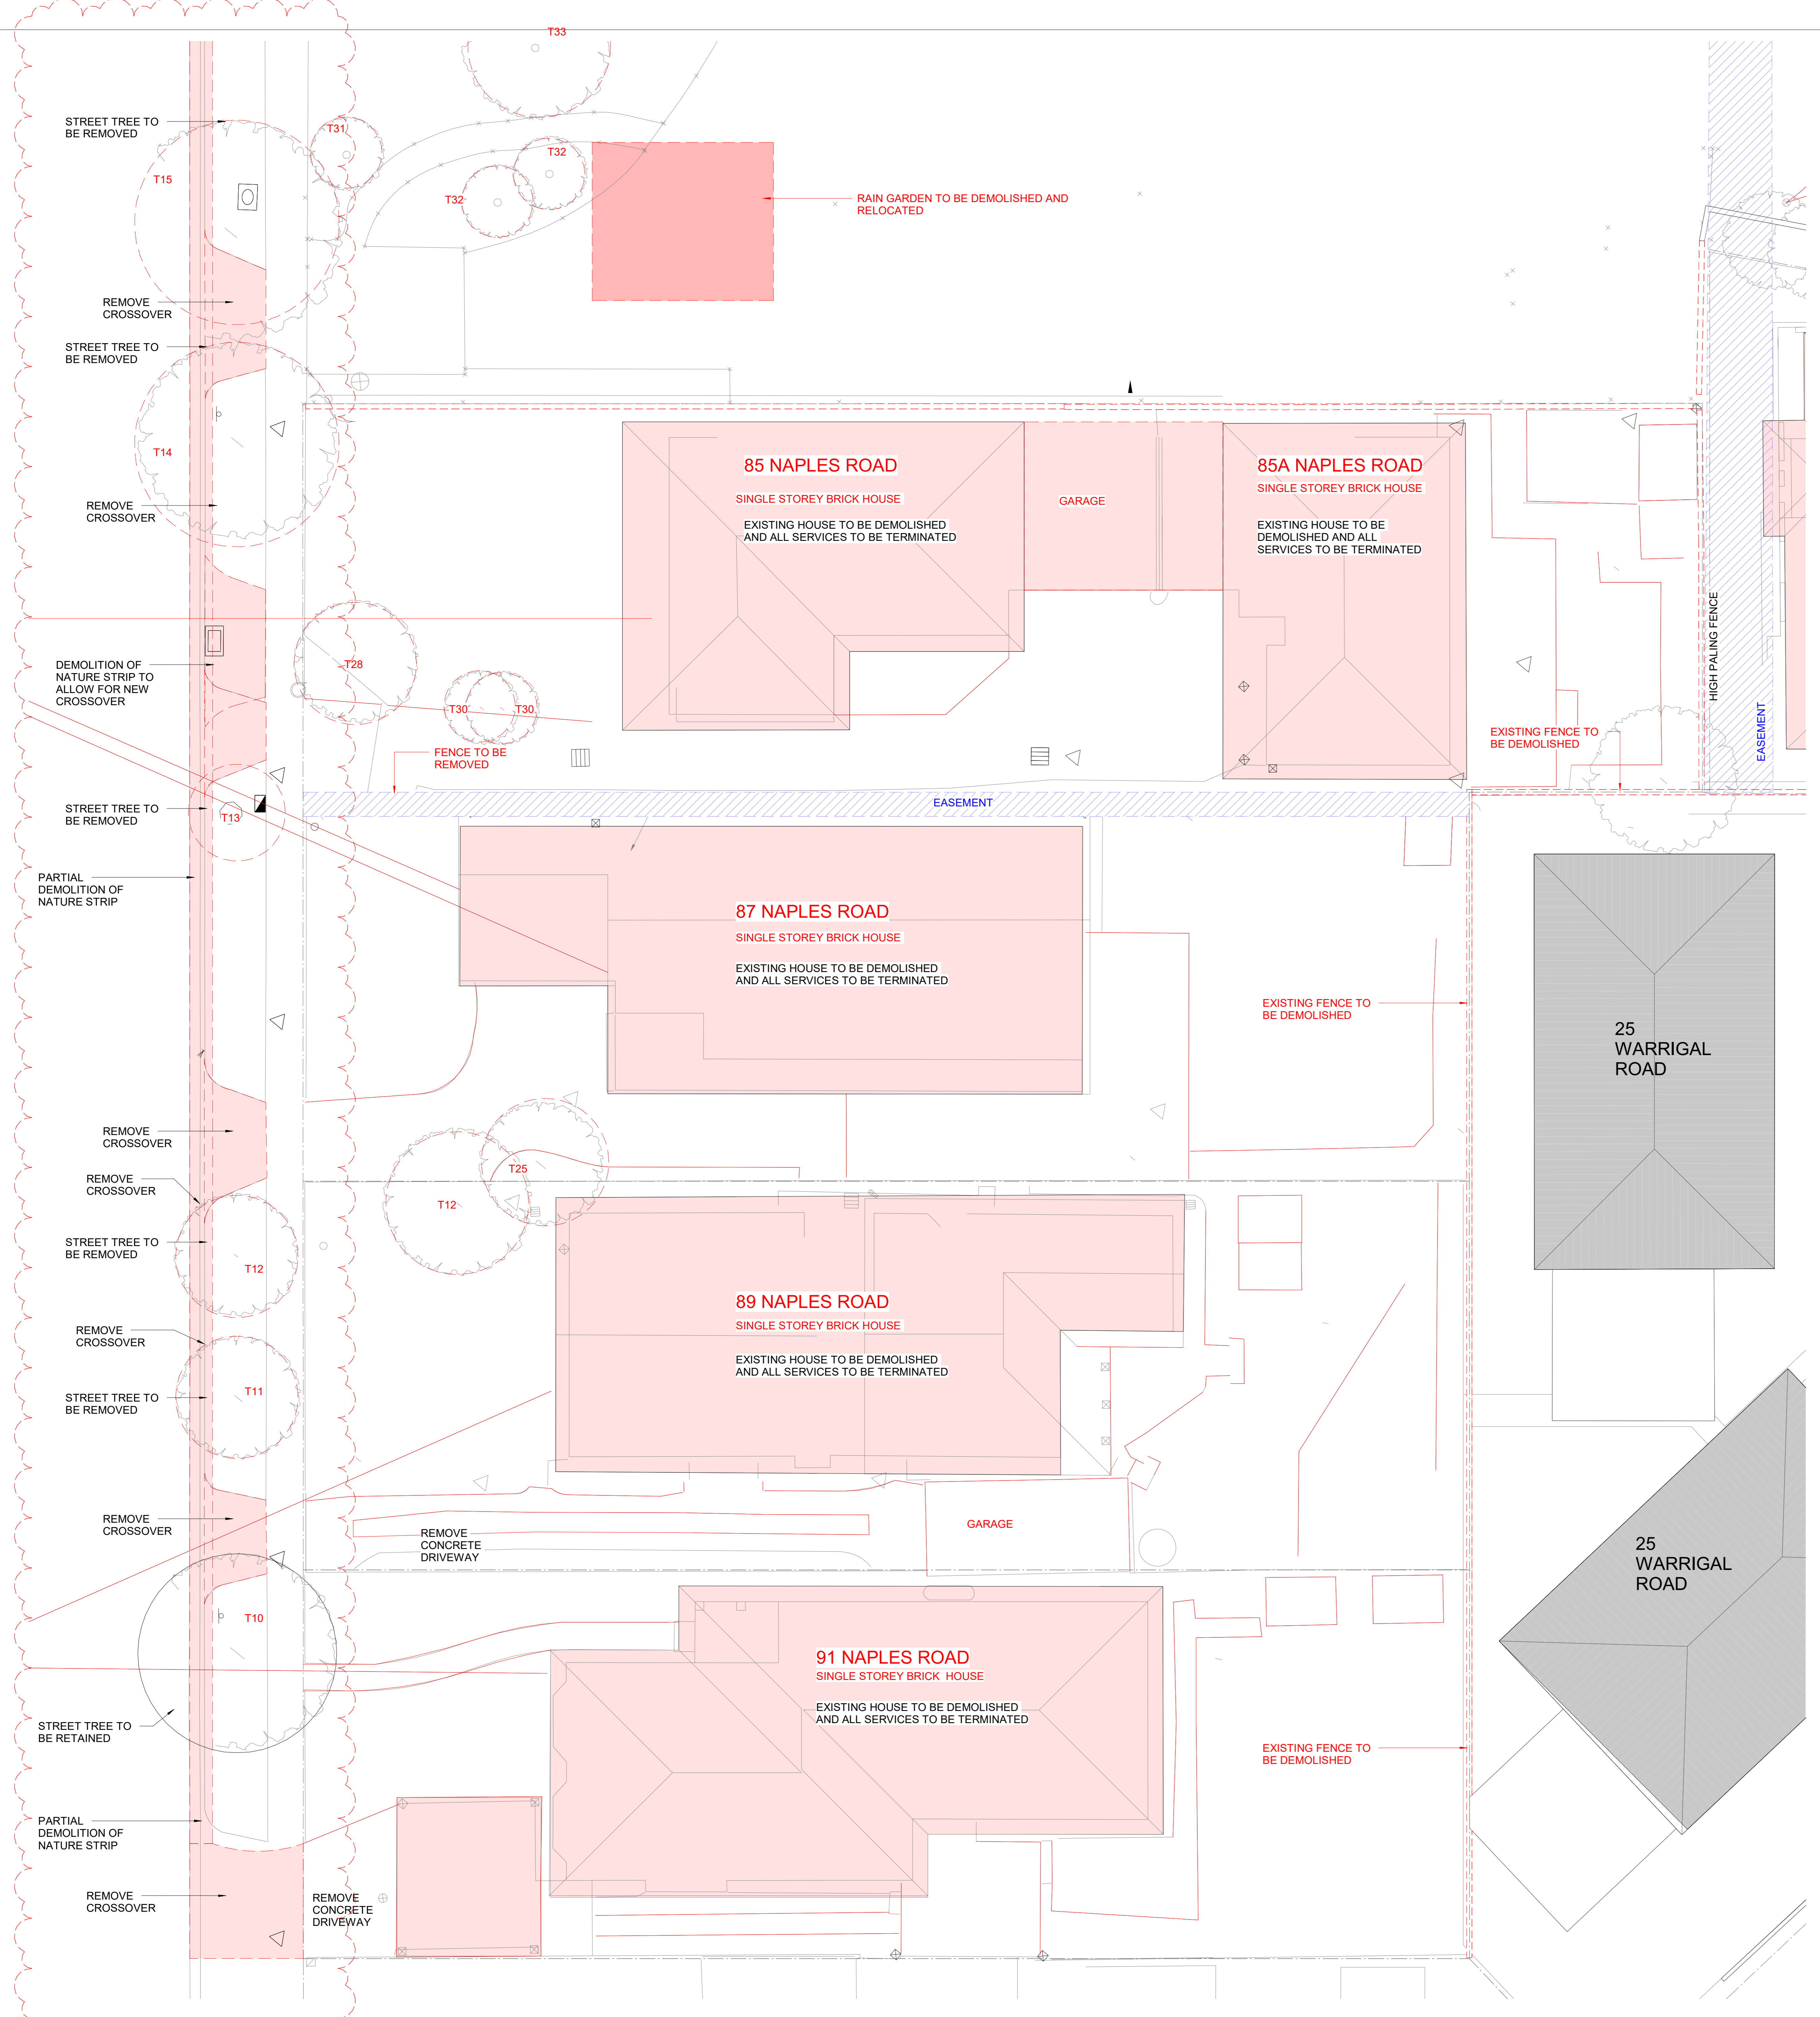 T33
STREET TREE TO
BE REMOVED
T31
T32
T15
T32
RAIN GARDEN TO BE DEMOLISHED AND
RELOCATED
REMOVE
CROSSOVER
STREET TREE TO
BE REMOVED
T14
85 NAPLES ROAD
SINGLE STOREY BRICK HOUSE
EXISTING HOUSE TO BE DEMOLISHED
AND ALL SERVICES TO BE TERMINATED
GARAGE
85A NAPLES ROAD
SINGLE STOREY BRICK HOUSE
EXISTING HOUSE TO BE
DEMOLISHED AND ALL
SERVICES TO BE TERMINATED
REMOVE
CROSSOVER
HIGH PALING FENCE
DEMOLITION OF
NATURE STRIP TO
ALLOW FOR NEW
CROSSOVER
T28
T30
T30
EASEMENT
EXISTING FENCE TO
BE DEMOLISHED
FENCE TO BE
REMOVED
EASEMENT
STREET TREE TO
BE REMOVED
T13
PARTIAL
DEMOLITION OF
NATURE STRIP
87 NAPLES ROAD
SINGLE STOREY BRICK HOUSE
EXISTING HOUSE TO BE DEMOLISHED
AND ALL SERVICES TO BE TERMINATED
EXISTING FENCE TO
BE DEMOLISHED
25
WARRIGAL
ROAD
REMOVE
CROSSOVER
T25
REMOVE
CROSSOVER
T12
STREET TREE TO
BE REMOVED
T12
89 NAPLES ROAD
SINGLE STOREY BRICK HOUSE
EXISTING HOUSE TO BE DEMOLISHED
AND ALL SERVICES TO BE TERMINATED
REMOVE
CROSSOVER
T11
STREET TREE TO
BE REMOVED
REMOVE
CROSSOVER
REMOVE
CONCRETE
DRIVEWAY
GARAGE
25
WARRIGAL
ROAD
T10
91 NAPLES ROAD
SINGLE STOREY BRICK HOUSE
EXISTING HOUSE TO BE DEMOLISHED
AND ALL SERVICES TO BE TERMINATED
STREET TREE TO
BE RETAINED
EXISTING FENCE TO
BE DEMOLISHED
PARTIAL
DEMOLITION OF
NATURE STRIP
REMOVE
CROSSOVER
REMOVE
CONCRETE
DRIVEWAY